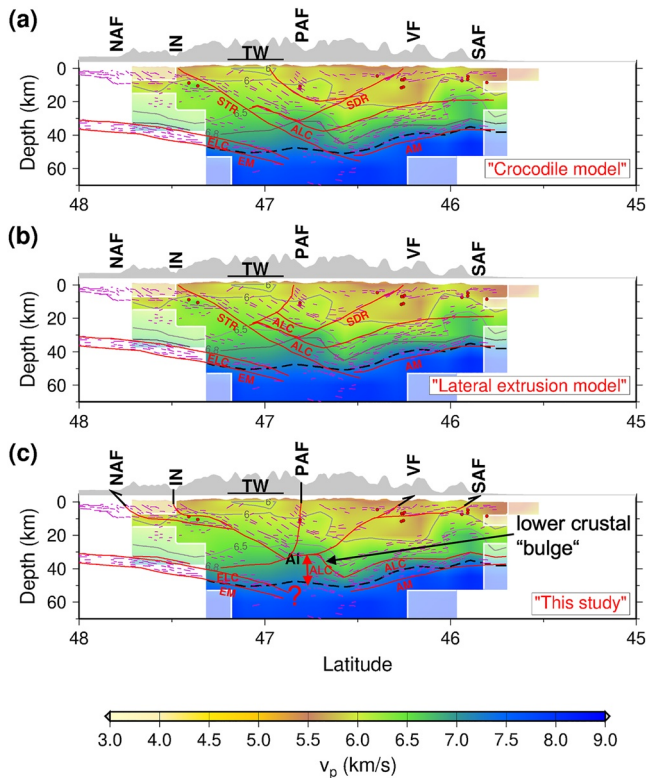 (a)
NAF IN TW PAF VF SAF
Depth (km)
0
20
40
60
6.5
STR
SDR
ALC
ELC
EM
AM
"Crocodile model"
48 47 46 45
(b)
NAF IN TW PAF VF SAF
Depth (km)
0
20
40
60
6.5
STR
SDR
ALC
ALC
ELC
EM
AM
"Lateral extrusion model"
48 47 46 45
(c)
NAF IN TW PAF VF SAF
Depth (km)
0
20
40
60
6.5
AI
ALC
ALC
ELC
EM
AM
?
lower crustal
"bulge"
"This study"
48 47 46 45
Latitude
3.0 4.0 4.5 5.0 5.5 6.0 6.5 7.0 7.5 8.0 9.0
vp (km/s)